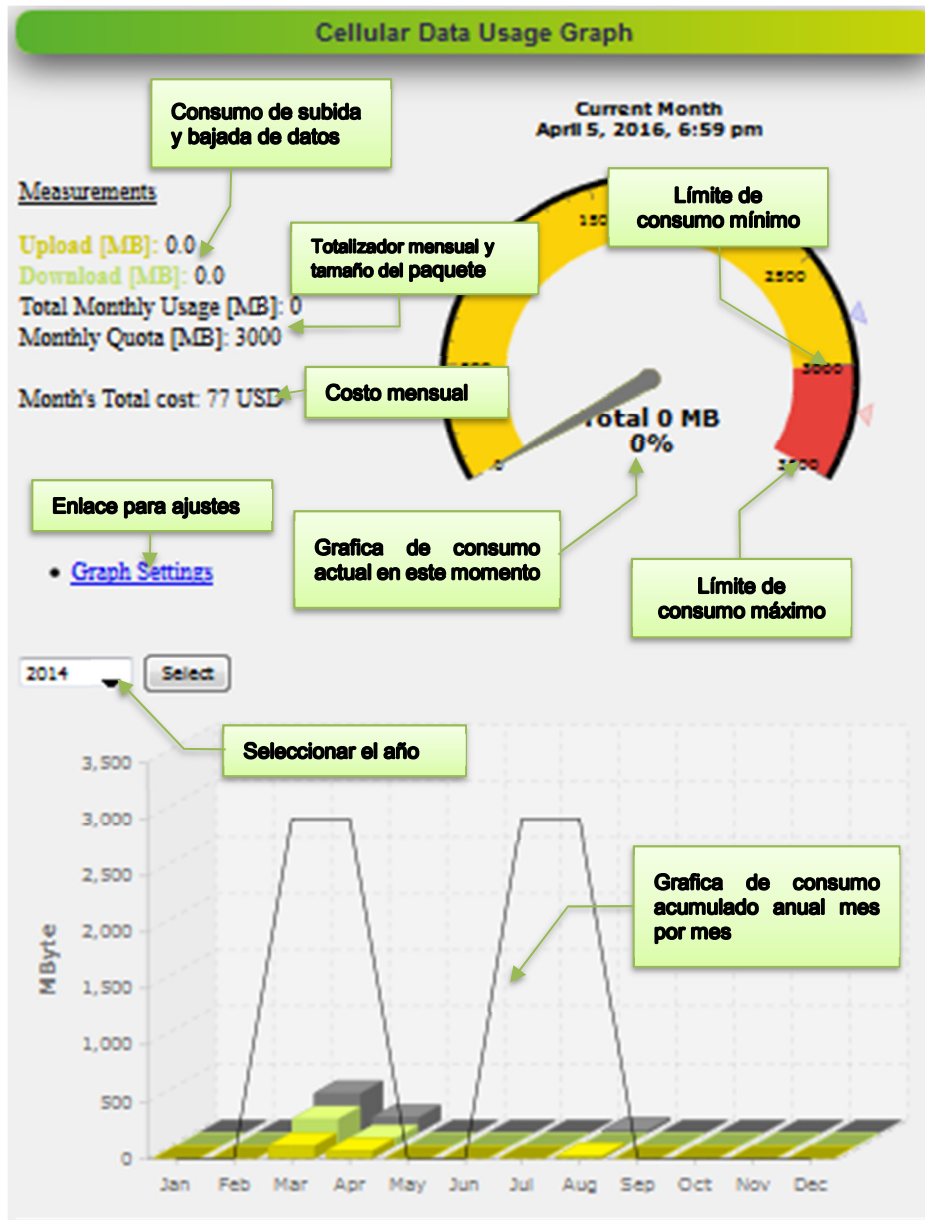 Cellular Data Usage Graph
Consumo de subida
y bajada de datos
Current Month
April 5, 2016, 6:59 pm
Measurements
Upload [MB]: 0.0
Download [MB]: 0.0
Total Monthly Usage [MB]: 0
Monthly Quota [MB]: 3000
Month's Total cost: 77 USD
Totalizador mensual y
tamaño del paquete
Costo mensual
Límite de
consumo mínimo
2500
3000
Total 0 MB
0%
Enlace para ajustes
Graph Settings
Grafica de consumo
actual en este momento
Límite de
consumo máximo
2014
Select
Seleccionar el año
Grafica de consumo
acumulado anual mes
por mes
MByte
3,500
3,000
2,500
2,000
1,500
1,000
500
0
Jan Feb Mar Apr May Jun Jul Aug Sep Oct Nov Dec